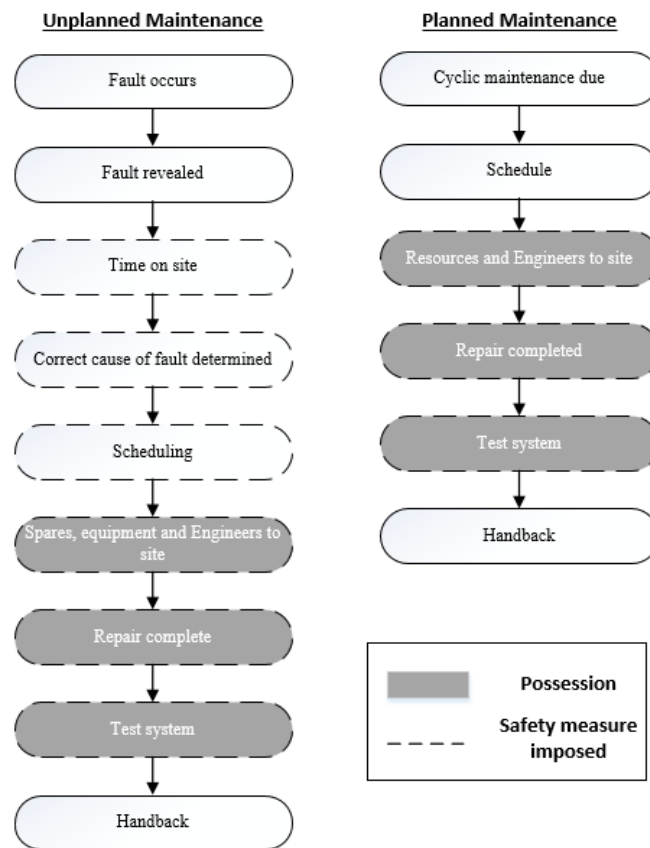 Unplanned Maintenance
Fault occurs
Fault revealed
Time on site
Correct cause of fault determined
Scheduling
Spares, equipment and Engineers to
site
Repair complete
Test system
Handback
Planned Maintenance
Cyclic maintenance due
Schedule
Resources and Engineers to site
Repair completed
Test system
Handback
Possession
Safety measure
imposed